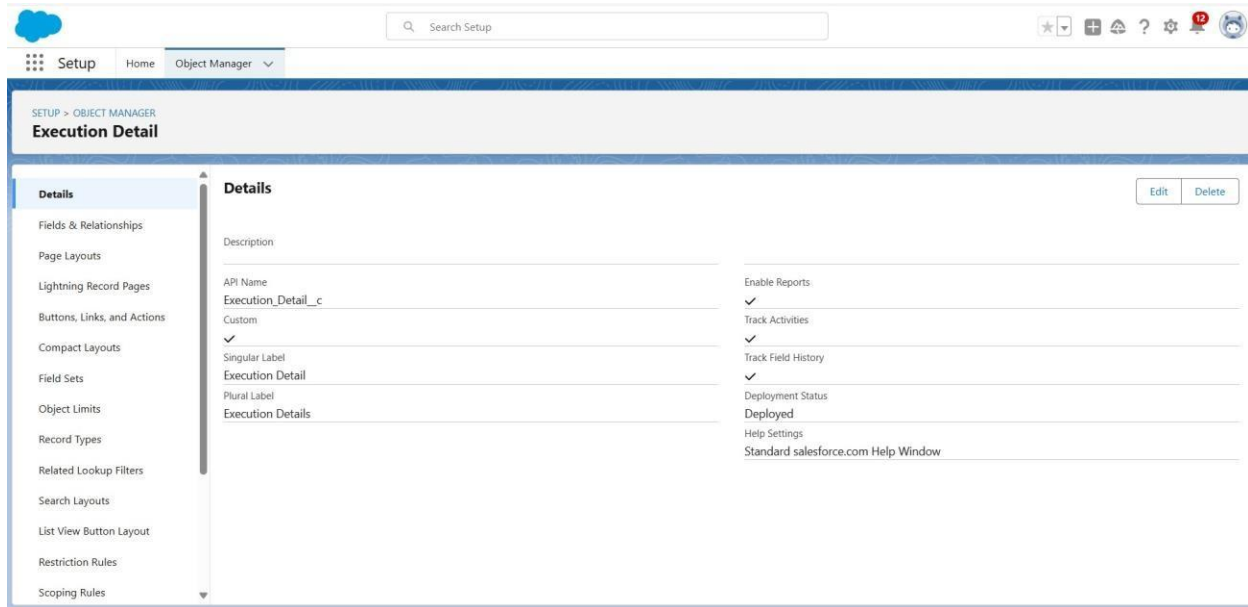 Search Setup
12
Setup Home Object Manager
SETUP > OBJECT MANAGER
Execution Detail
Details
Fields & Relationships
Page Layouts
Lightning Record Pages
Buttons, Links, and Actions
Compact Layouts
Field Sets
Object Limits
Record Types
Related Lookup Filters
Search Layouts
List View Button Layout
Restriction Rules
Scoping Rules
Details
Edit Delete
Description
API Name
Execution_Detail__c
Custom
Singular Label
Execution Detail
Plural Label
Execution Details
Enable Reports
Track Activities
Track Field History
Deployment Status
Deployed
Help Settings
Standard salesforce.com Help Window